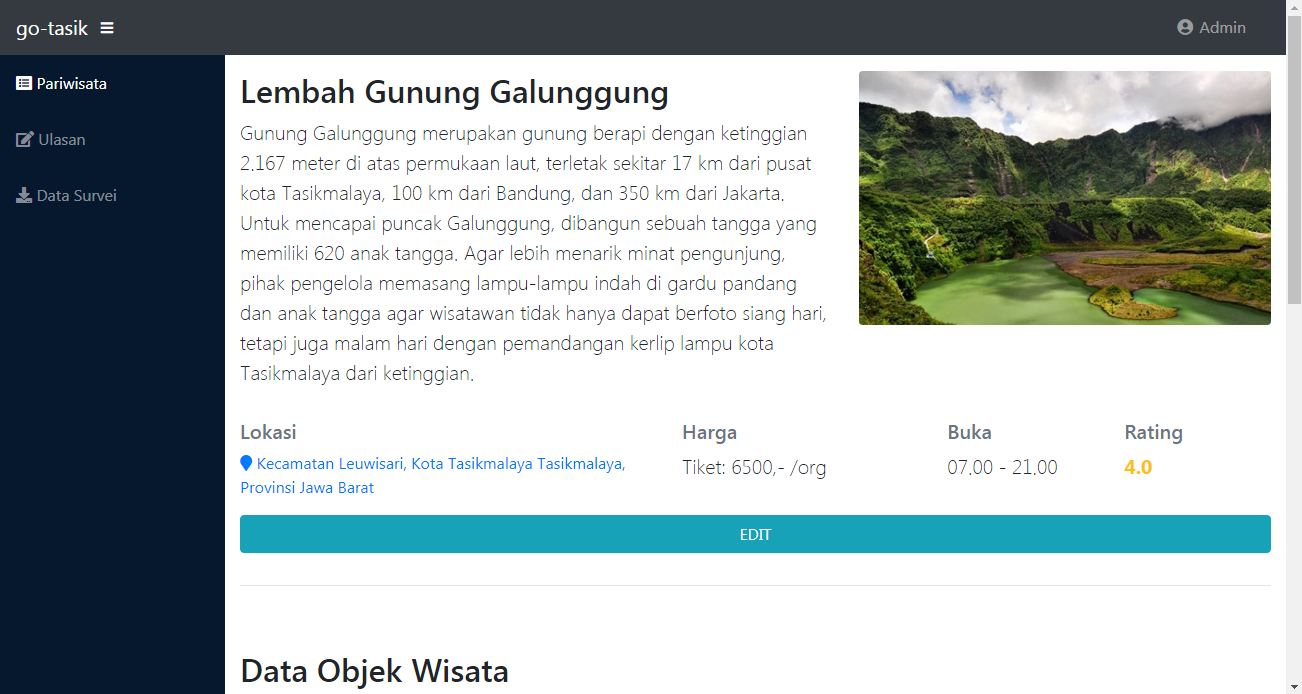 go-tasik
Admin
Pariwisata
Ulasan
Data Survei
Lembah Gunung Galunggung
Gunung Galunggung merupakan gunung berapi dengan ketinggian
2.167 meter di atas permukaan laut, terletak sekitar 17 km dari pusat
kota Tasikmalaya, 100 km dari Bandung, dan 350 km dari Jakarta.
Untuk mencapai puncak Galunggung, dibangun sebuah tangga yang
memiliki 620 anak tangga. Agar lebih menarik minat pengunjung,
pihak pengelola memasang lampu-lampu indah di gardu pandang
dan anak tangga agar wisatawan tidak hanya dapat berfoto siang hari,
tetapi juga malam hari dengan pemandangan kerlip lampu kota
Tasikmalaya dari ketinggian.
Lokasi
Kecamatan Leuwisari, Kota Tasikmalaya Tasikmalaya,
Provinsi Jawa Barat
Harga
Tiket: 6500,- /org
Buka
07.00 - 21.00
Rating
4.0
EDIT
Data Objek Wisata